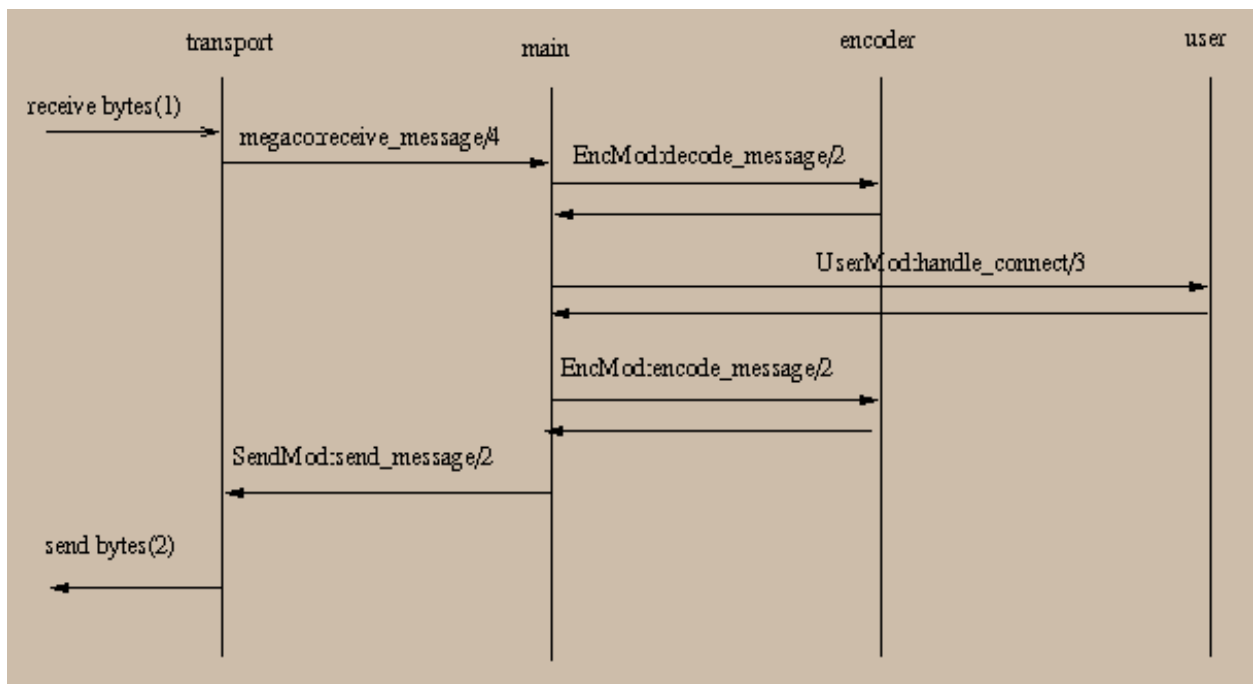 transport
main
encoder
user
receive bytes(1)
megaco:receive_message/4
EncMod:decode_message/2
UserMod:handle_connect/3
EncMod:encode_message/2
SendMod:send_message/2
send bytes(2)